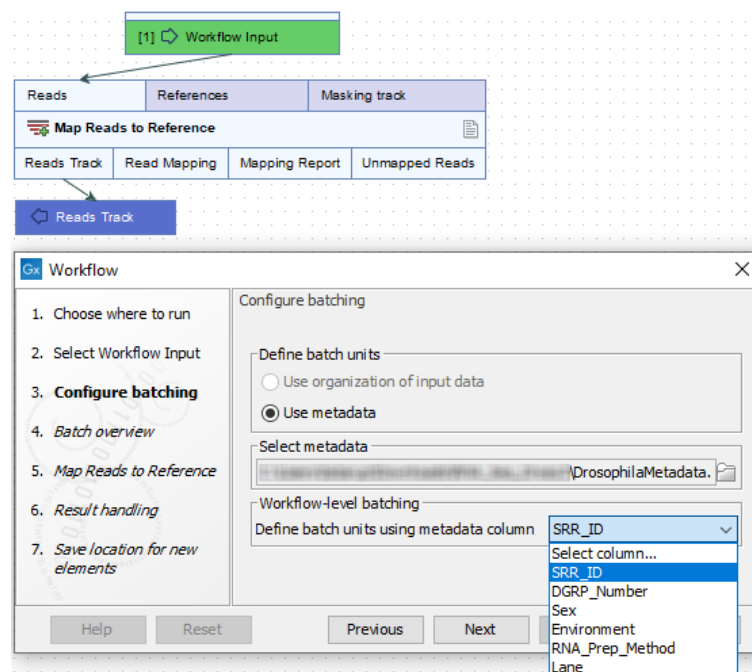 [1] Workflow Input
Reads References Masking track
Map Reads to Reference
Reads Track Read Mapping Mapping Report Unmapped Reads
Reads Track
Gx Workflow
1. Choose where to run
2. Select Workflow Input
3. Configure batching
4. Batch overview
5. Map Reads to Reference
6. Result handling
7. Save location for new
elements
Configure batching
Define batch units
Use organization of input data
Use metadata
Select metadata
\DrosophilaMetadata.
Workflow-level batching
Define batch units using metadata column SRR_ID
Select column...
SRR_ID
DGRP_Number
Sex
Environment
RNA_Prep_Method
Lane
Help Reset Previous Next